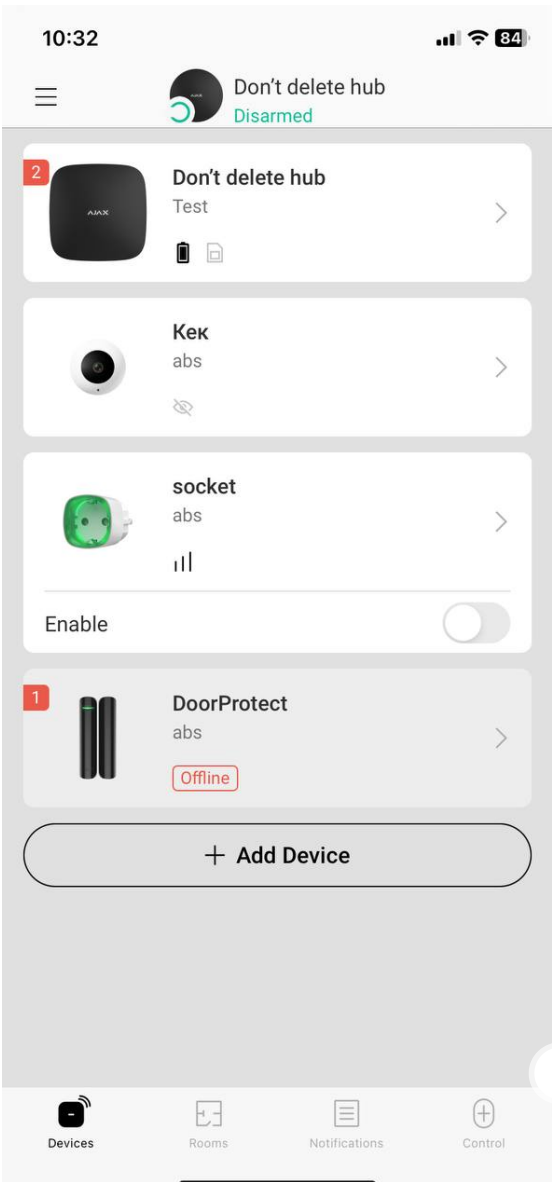 10:32
84
Don't delete hub
Disarmed
2
AJAX
Don't delete hub
Test
Кек
abs
socket
abs
Enable
1
DoorProtect
abs
Offline
+ Add Device
Devices
Rooms
Notifications
Control